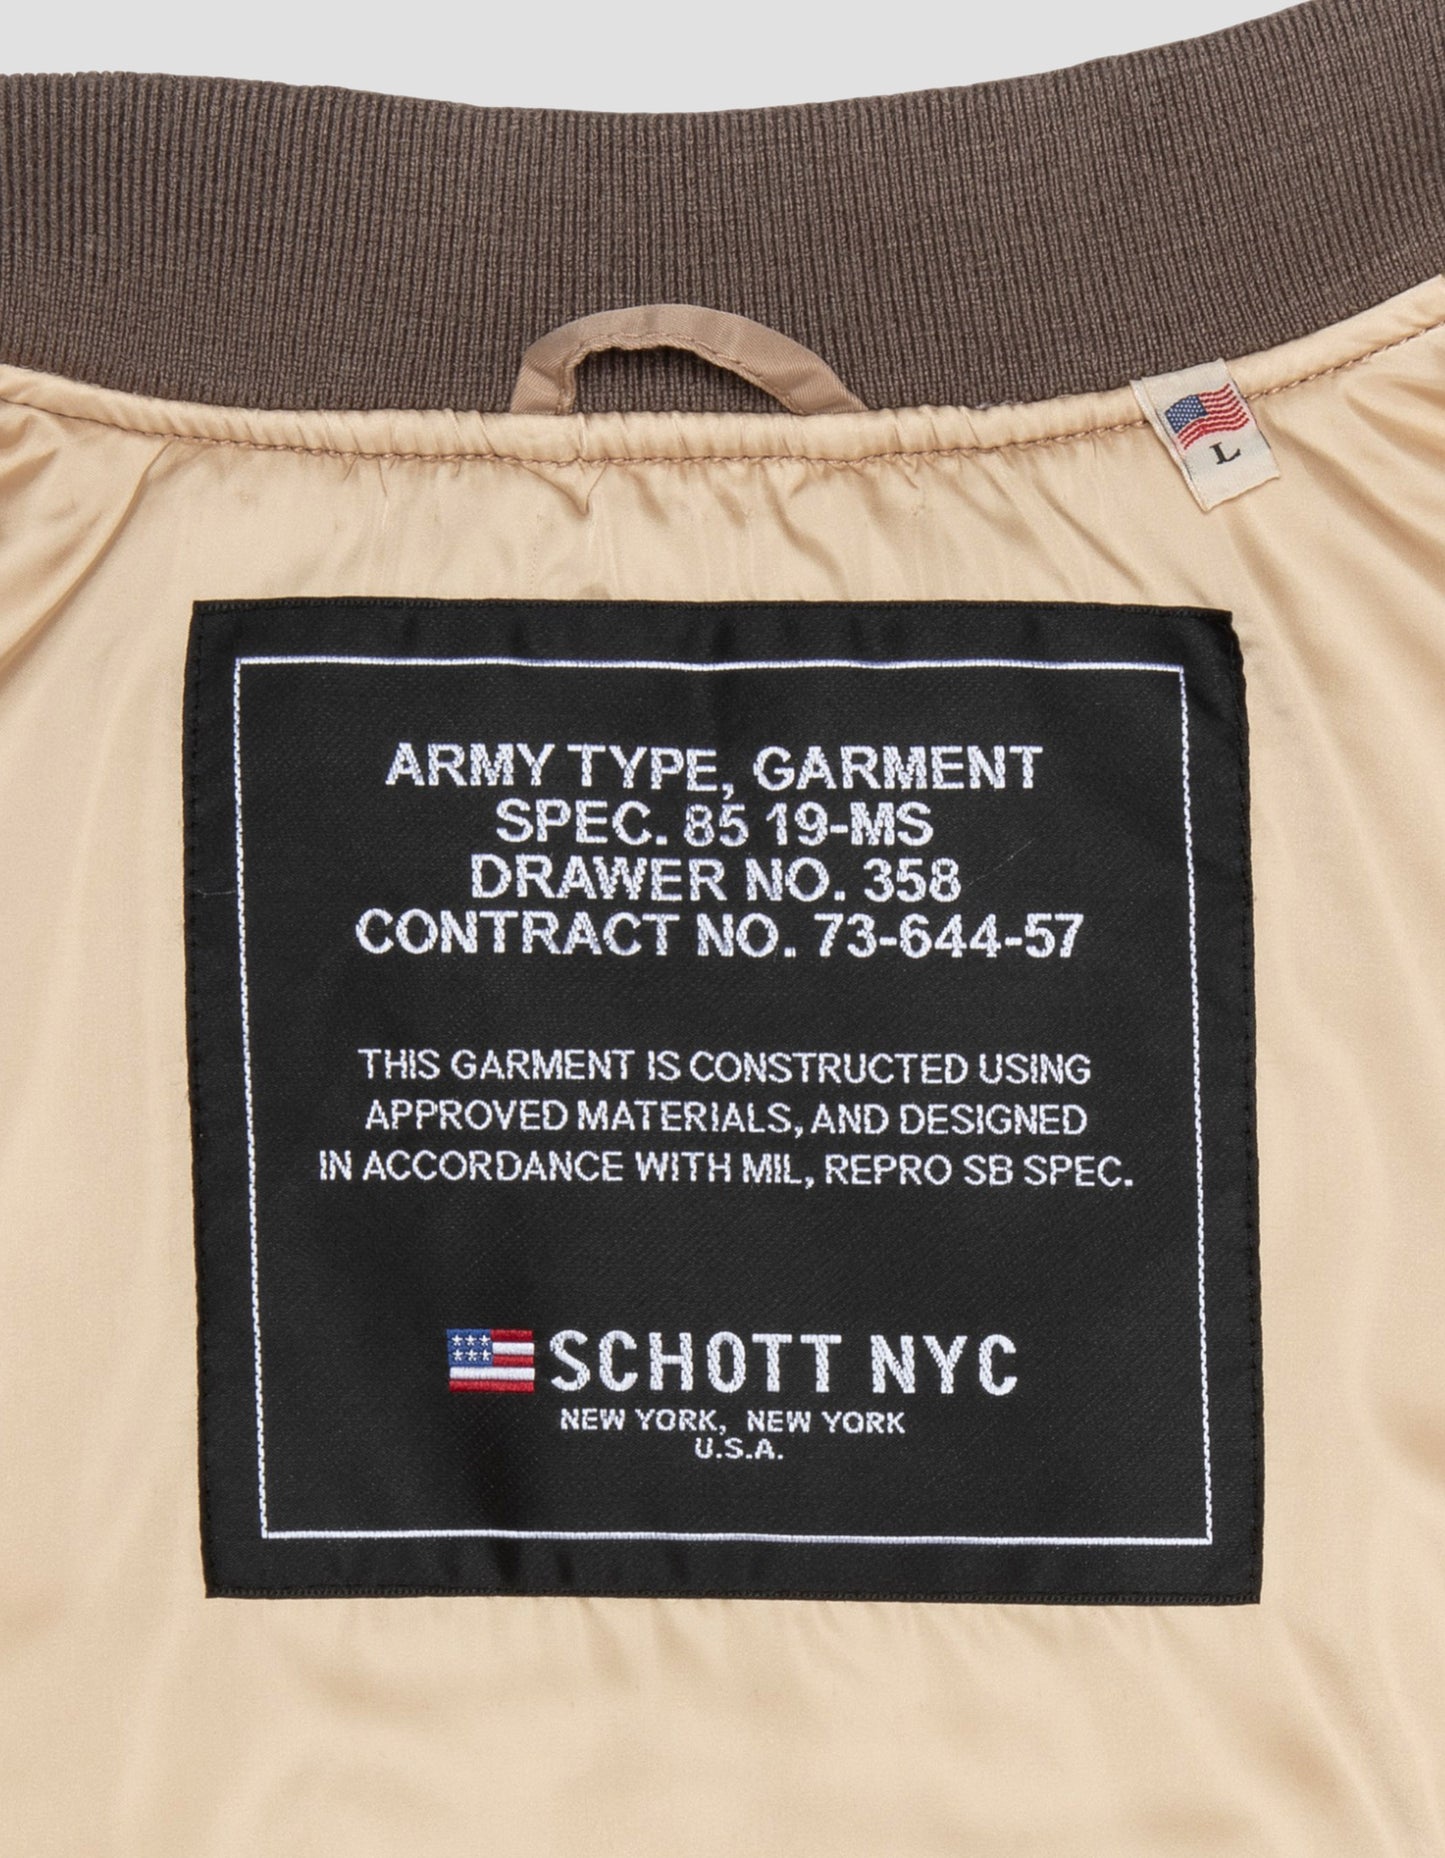 L
ARMY TYPE, GARMENT
SPEC. 85 19-MS
DRAWER NO. 358
CONTRACT NO. 73-644-57
THIS GARMENT IS CONSTRUCTED USING
APPROVED MATERIALS, AND DESIGNED
IN ACCORDANCE WITH MIL, REPRO SB SPEC.
SCHOTT NYC
NEW YORK, NEW YORK
U.S.A.